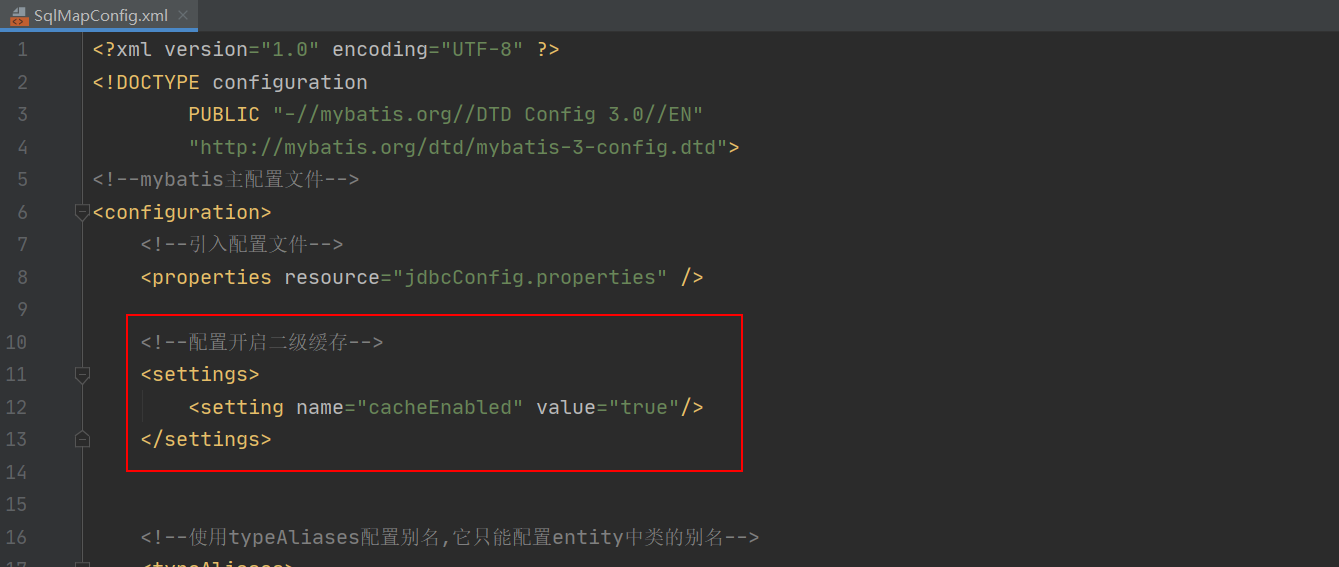 SqlMapConfig.xml
1 <?xml version="1.0" encoding="UTF-8" ?>
2 <!DOCTYPE configuration
3 PUBLIC "-//mybatis.org//DTD Config 3.0//EN"
4 "http://mybatis.org/dtd/mybatis-3-config.dtd">
5 <!--mybatis主配置文件-->
6 <configuration>
7 <!--引入配置文件-->
8 <properties resource="jdbcConfig.properties" />
9
10 <!--配置开启二级缓存-->
11 <settings>
12 <setting name="cacheEnabled" value="true"/>
13 </settings>
14
15
16 <!--使用typeAliases配置别名,它只能配置entity中类的别名-->
17 <typeAliases>